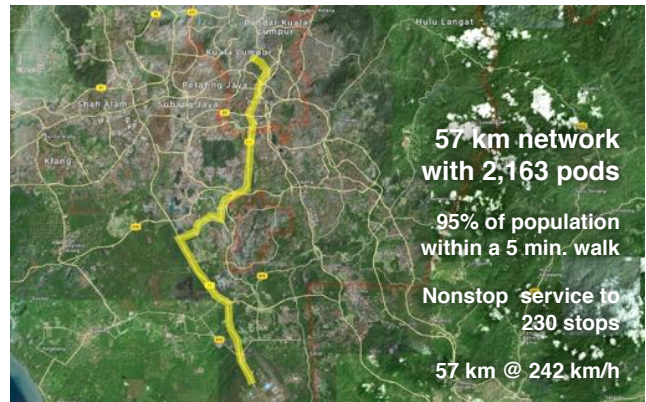 Bandar Kuala
Lumpur
Hulu Langat
Kuala Lumpur
Petaling Jaya
Shah Alam
Subang Jaya
Klang
57 km network
with 2,163 pods
95% of population
within a 5 min. walk
Nonstop service to
230 stops
57 km @ 242 km/h